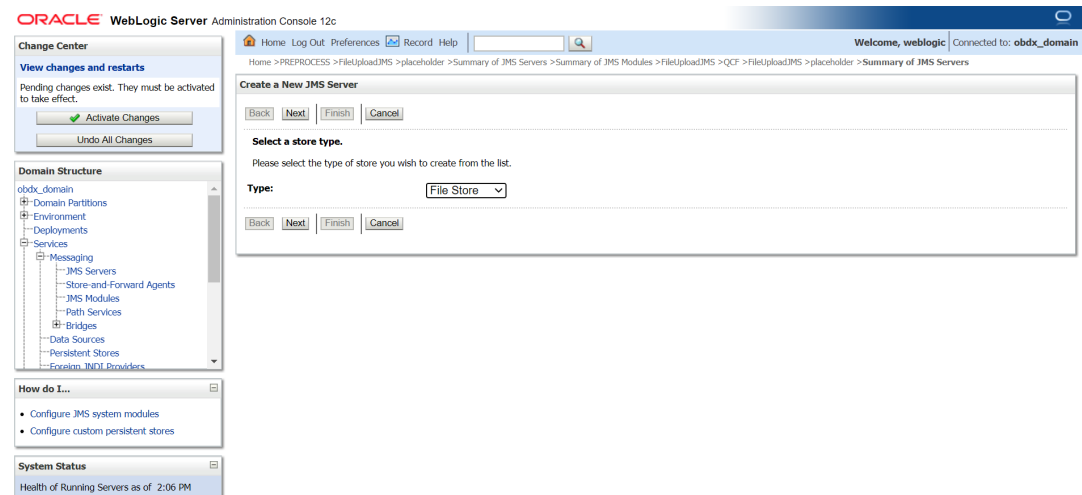 ORACLE WebLogic Server Administration Console 12c
Change Center
View changes and restarts
Pending changes exist. They must be activated
to take effect.
Activate Changes
Undo All Changes
Domain Structure
obdx_domain
Domain Partitions
Environment
Deployments
Services
Messaging
JMS Servers
Store-and-Forward Agents
JMS Modules
Path Services
Bridges
Data Sources
Persistent Stores
Foreign JNDI Providers
How do I...
Configure JMS system modules
Configure custom persistent stores
System Status
Health of Running Servers as of 2:06 PM
Home Log Out Preferences Record Help
Welcome, weblogic Connected to: obdx_domain
Home >PREPROCESS >FileUploadJMS >placeholder >Summary of JMS Servers >Summary of JMS Modules >FileUploadJMS >QCF >FileUploadJMS >placeholder >Summary of JMS Servers
Create a New JMS Server
Back Next Finish Cancel
Select a store type.
Please select the type of store you wish to create from the list.
Type: File Store
Back Next Finish Cancel